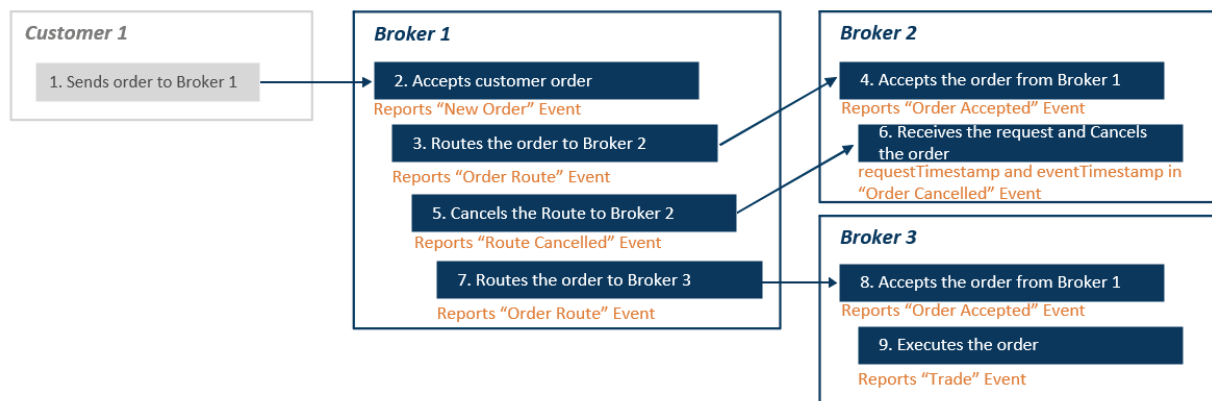 Customer 1
1. Sends order to Broker 1
Broker 1
2. Accepts customer order
Reports “New Order” Event
3. Routes the order to Broker 2
Reports “Order Route” Event
5. Cancels the Route to Broker 2
Reports “Route Cancelled” Event
7. Routes the order to Broker 3
Reports “Order Route” Event
Broker 2
4. Accepts the order from Broker 1
Reports “Order Accepted” Event
6. Receives the request and Cancels
the order
requestTimestamp and eventTimestamp in
“Order Cancelled” Event
Broker 3
8. Accepts the order from Broker 1
Reports “Order Accepted” Event
9. Executes the order
Reports “Trade” Event